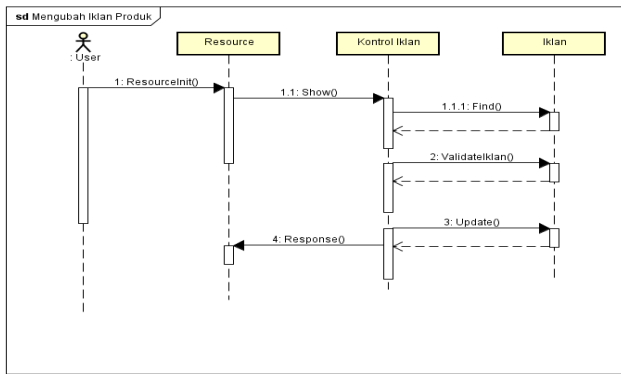 sd Mengubah Iklan Produk
: User
Resource
Kontrol Iklan
Iklan
1: ResourceInit()
1.1: Show()
1.1.1: Find()
2: ValidateIklan()
3: Update()
4: Response()